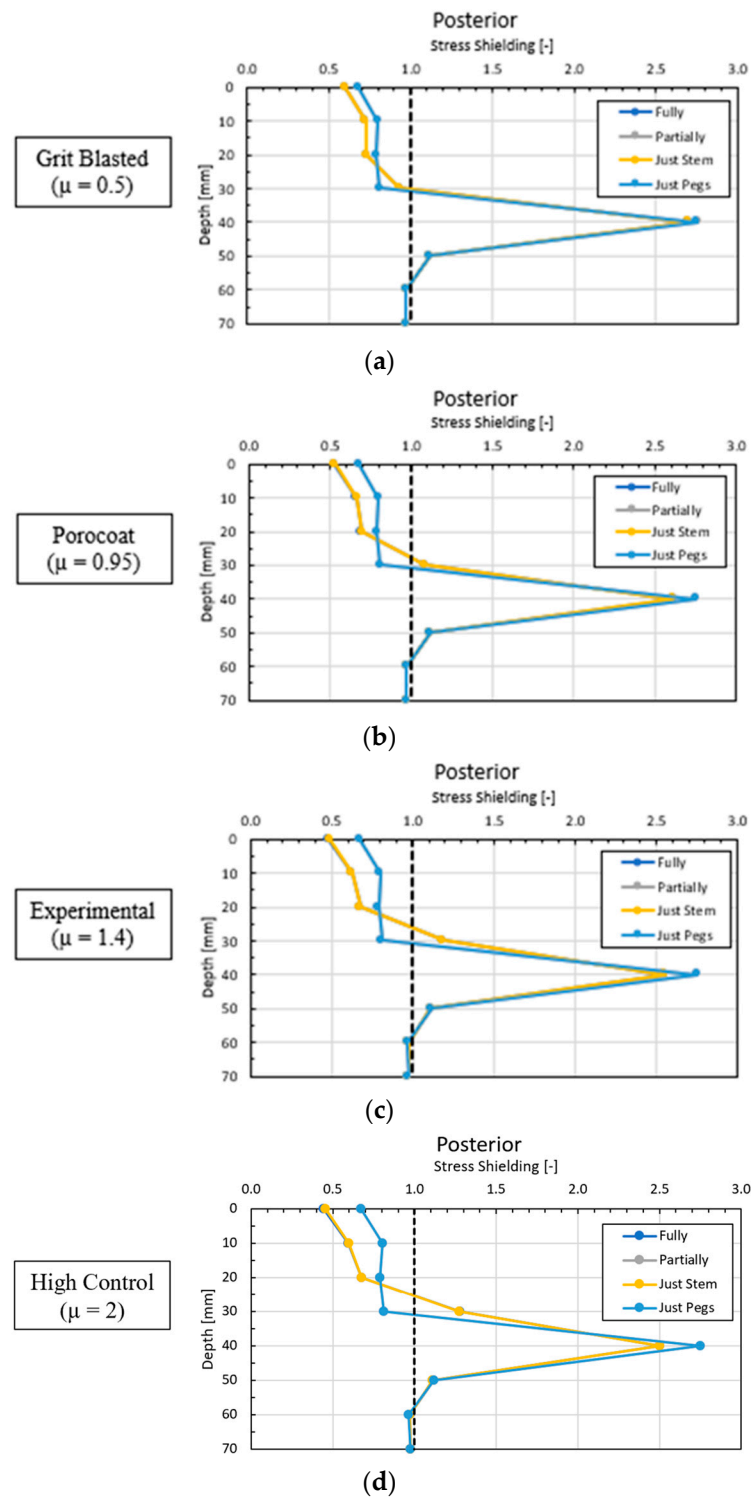 Posterior
Stress Shielding [-]
0.0 0.5 1.0 1.5 2.0 2.5 3.0
Grit Blasted
(μ = 0.5)
Depth [mm]
0
10
20
30
40
50
60
70
Fully
Partially
Just Stem
Just Pegs
(a)
Posterior
Stress Shielding [-]
0.0 0.5 1.0 1.5 2.0 2.5 3.0
Porocoat
(μ = 0.95)
Depth [mm]
0
10
20
30
40
50
60
70
Fully
Partially
Just Stem
Just Pegs
(b)
Posterior
Stress Shielding [-]
0.0 0.5 1.0 1.5 2.0 2.5 3.0
Experimental
(μ = 1.4)
Depth [mm]
0
10
20
30
40
50
60
70
Fully
Partially
Just Stem
Just Pegs
(c)
Posterior
Stress Shielding [-]
0.0 0.5 1.0 1.5 2.0 2.5 3.0
High Control
(μ = 2)
Depth [mm]
0
10
20
30
40
50
60
70
Fully
Partially
Just Stem
Just Pegs
(d)